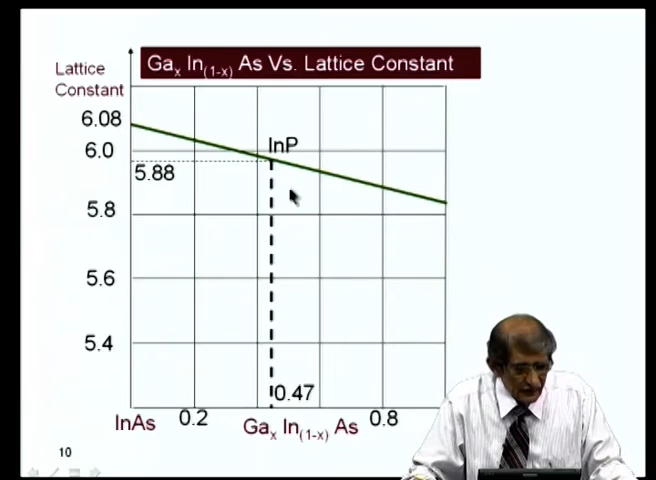 Gaₓ In₍₁₋ₓ₎ As Vs. Lattice Constant
Lattice
Constant
6.08
6.0
InP
5.88
5.8
5.6
5.4
0.47
InAs 0.2 Gaₓ In₍₁₋ₓ₎ As 0.8
10